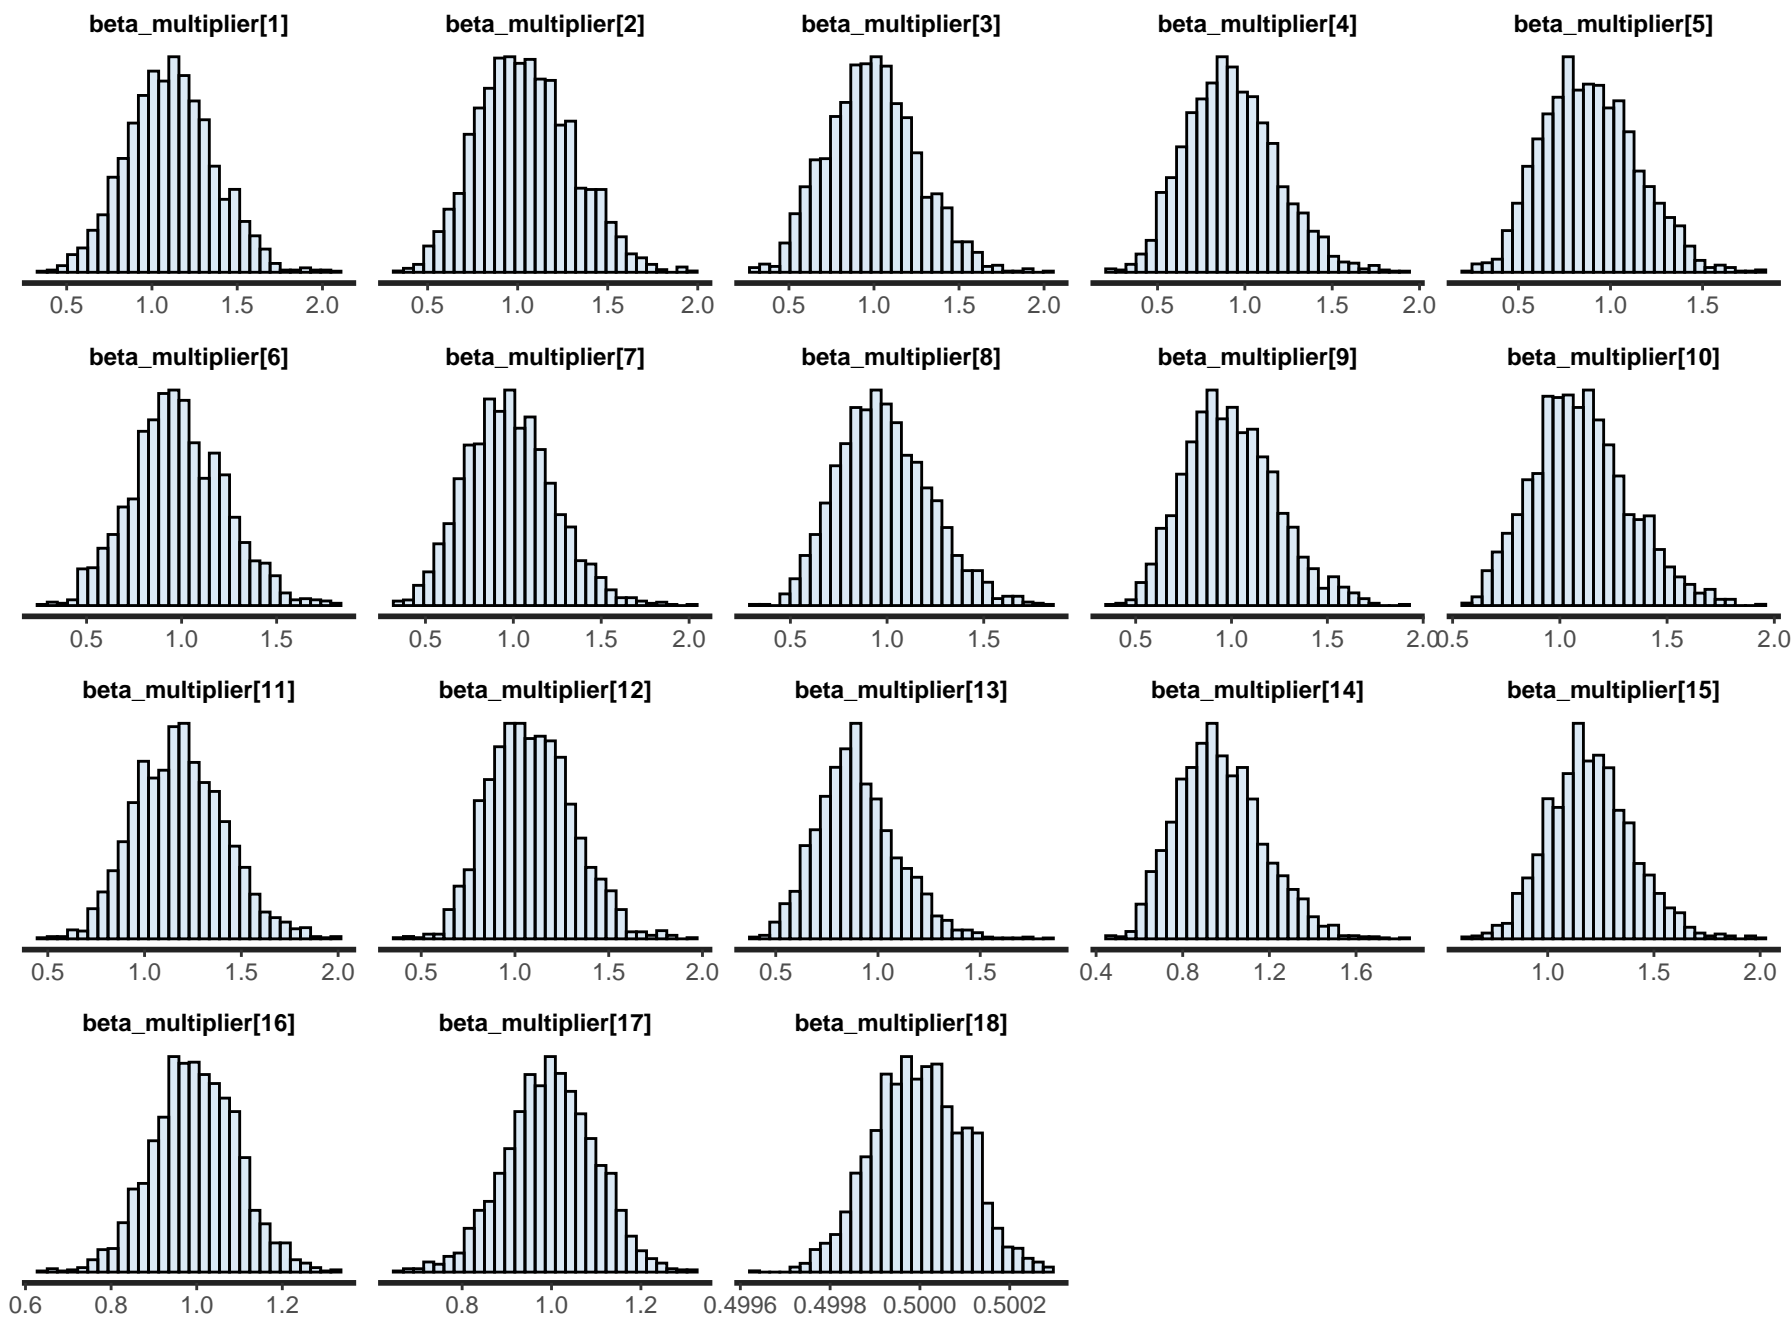 beta_multiplier[1] beta_multiplier[2] beta_multiplier[3] beta_multiplier[4] beta_multiplier[5]
0.5 1.0 1.5 2.0 0.5 1.0 1.5 2.0 0.5 1.0 1.5 2.0 0.5 1.0 1.5 2.0 0.5 1.0 1.5
beta_multiplier[6] beta_multiplier[7] beta_multiplier[8] beta_multiplier[9] beta_multiplier[10]
0.5 1.0 1.5 0.5 1.0 1.5 2.0 0.5 1.0 1.5 0.5 1.0 1.5 2.0 0.5 1.0 1.5 2.0
beta_multiplier[11] beta_multiplier[12] beta_multiplier[13] beta_multiplier[14] beta_multiplier[15]
0.5 1.0 1.5 2.0 0.5 1.0 1.5 2.0 0.5 1.0 1.5 0.4 0.8 1.2 1.6 1.0 1.5 2.0
beta_multiplier[16] beta_multiplier[17] beta_multiplier[18]
0.6 0.8 1.0 1.2 0.8 1.0 1.2 0.4996 0.4998 0.5000 0.5002